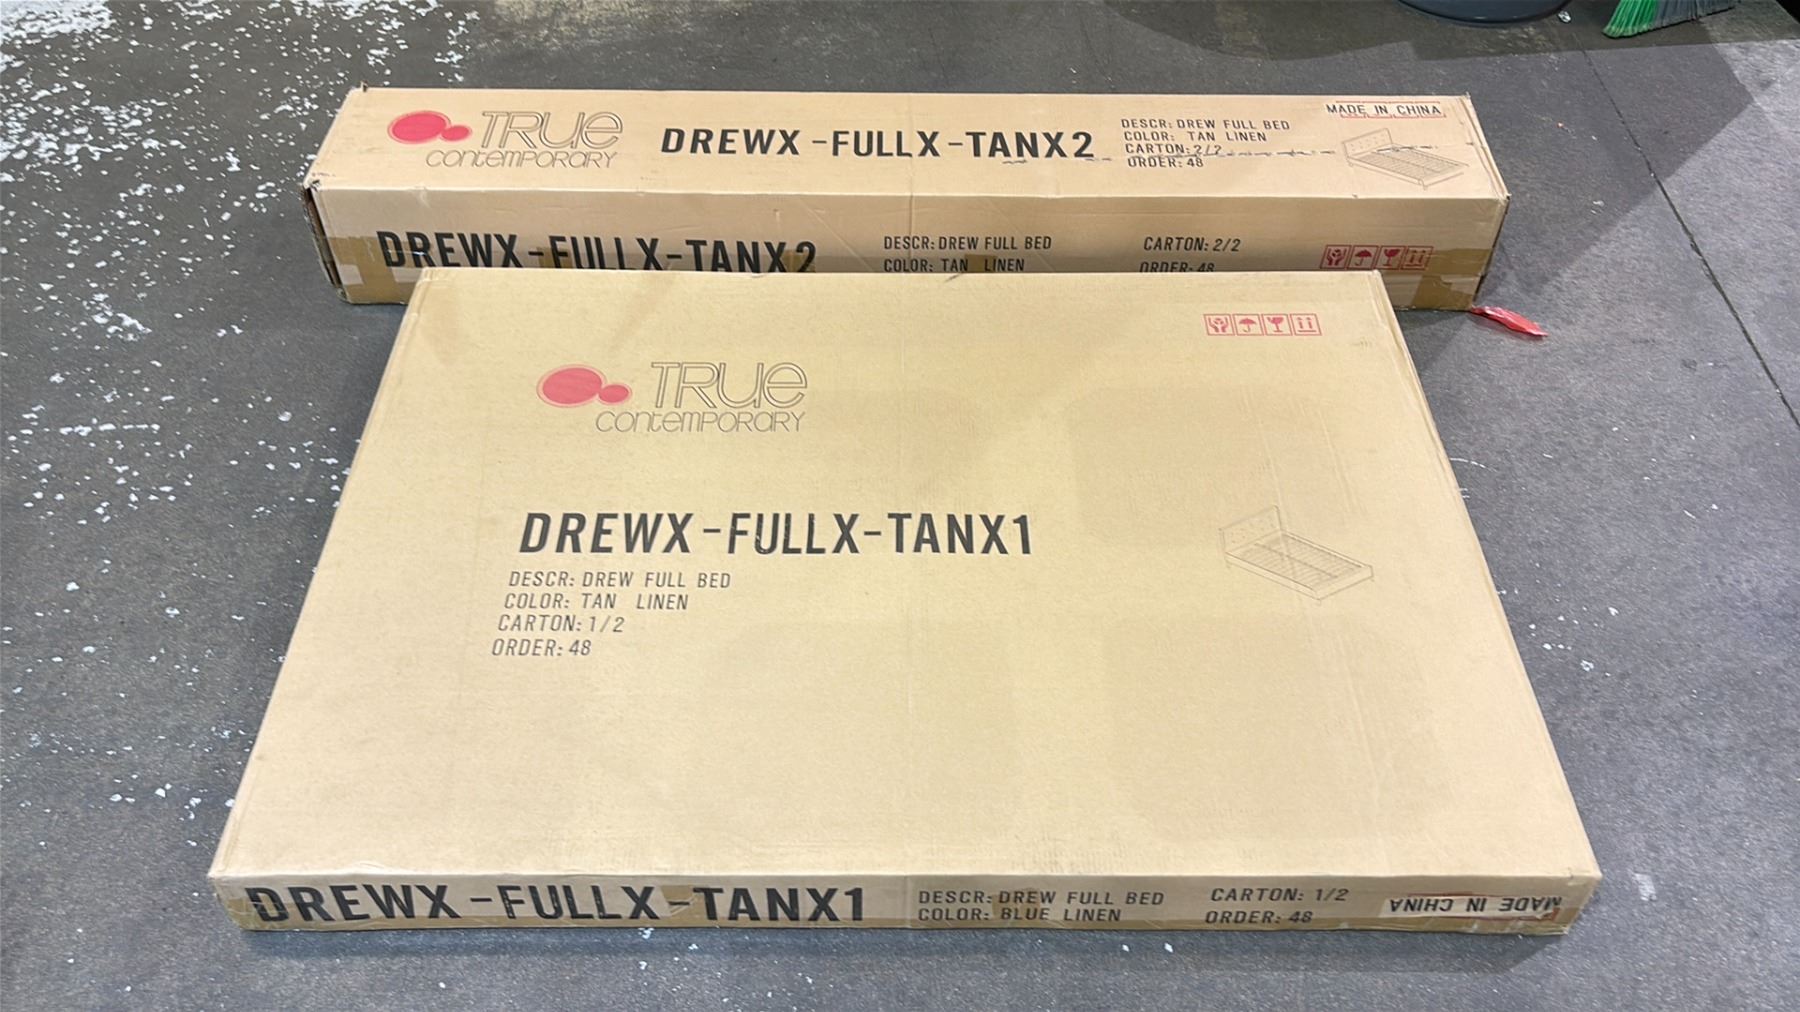 TRUE
CONTEMPORARY
DREWX-FULLX-TANX2
DESCR: DREW FULL BED
COLOR: TAN LINEN
CARTON: 2/2
ORDER: 48
MADE IN CHINA
DREWX-FULLX-TANX2
DESCR: DREW FULL BED
COLOR: TAN LINEN
CARTON: 2/2
ORDER: 48
TRUE
CONTEMPORARY
DREWX-FULLX-TANX1
DESCR: DREW FULL BED
COLOR: TAN LINEN
CARTON: 1/2
ORDER: 48
DREWX-FULLX-TANX1
DESCR: DREW FULL BED
COLOR: BLUE LINEN
CARTON: 1/2
ORDER: 48
MADE IN CHINA